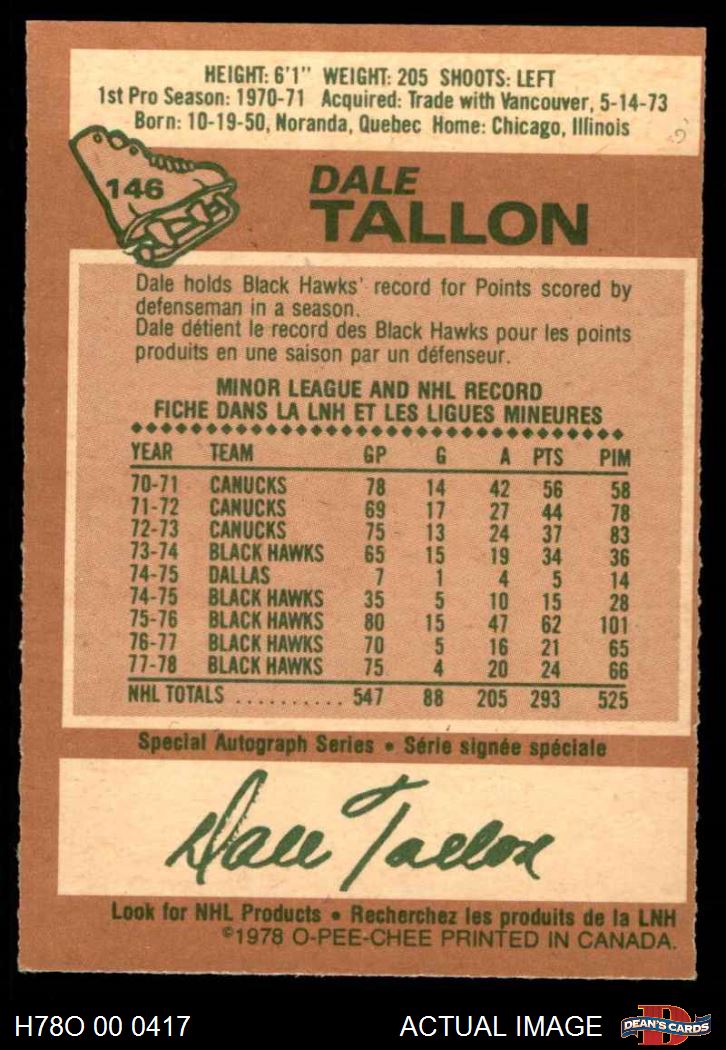 HEIGHT: 6'1" WEIGHT: 205 SHOOTS: LEFT
1st Pro Season: 1970-71 Acquired: Trade with Vancouver, 5-14-73
Born: 10-19-50, Noranda, Quebec Home: Chicago, Illinois
146
DALE
TALLON
Dale holds Black Hawks' record for Points scored by
defenseman in a season.
Dale détient le record des Black Hawks pour les points
produits en une saison par un défenseur.
MINOR LEAGUE AND NHL RECORD
FICHE DANS LA LNH ET LES LIGUES MINEURES
YEAR TEAM GP G A PTS PIM
70-71 CANUCKS 78 14 42 56 58
71-72 CANUCKS 69 17 27 44 78
72-73 CANUCKS 75 13 24 37 83
73-74 BLACK HAWKS 65 15 19 34 36
74-75 DALLAS 7 1 4 5 14
74-75 BLACK HAWKS 35 5 10 15 28
75-76 BLACK HAWKS 80 15 47 62 101
76-77 BLACK HAWKS 70 5 16 21 65
77-78 BLACK HAWKS 75 4 20 24 66
NHL TOTALS .......... 547 88 205 293 525
Special Autograph Series • Série signée spéciale
Dale Tallon
Look for NHL Products • Recherchez les produits de la LNH
©1978 O-PEE-CHEE PRINTED IN CANADA.
H78O 00 0417 ACTUAL IMAGE DEAN'S CARDS